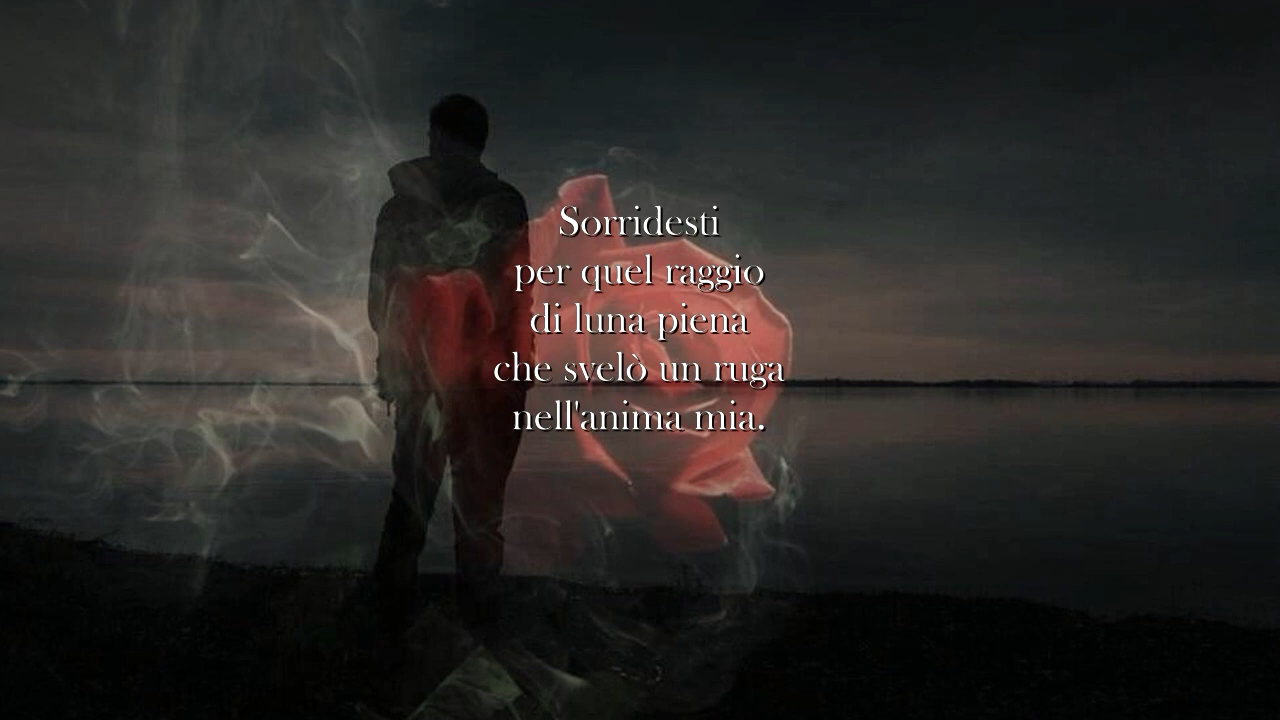 Sorridesti
per quel raggio
di luna piena
che svelò un ruga
nell'anima mia.